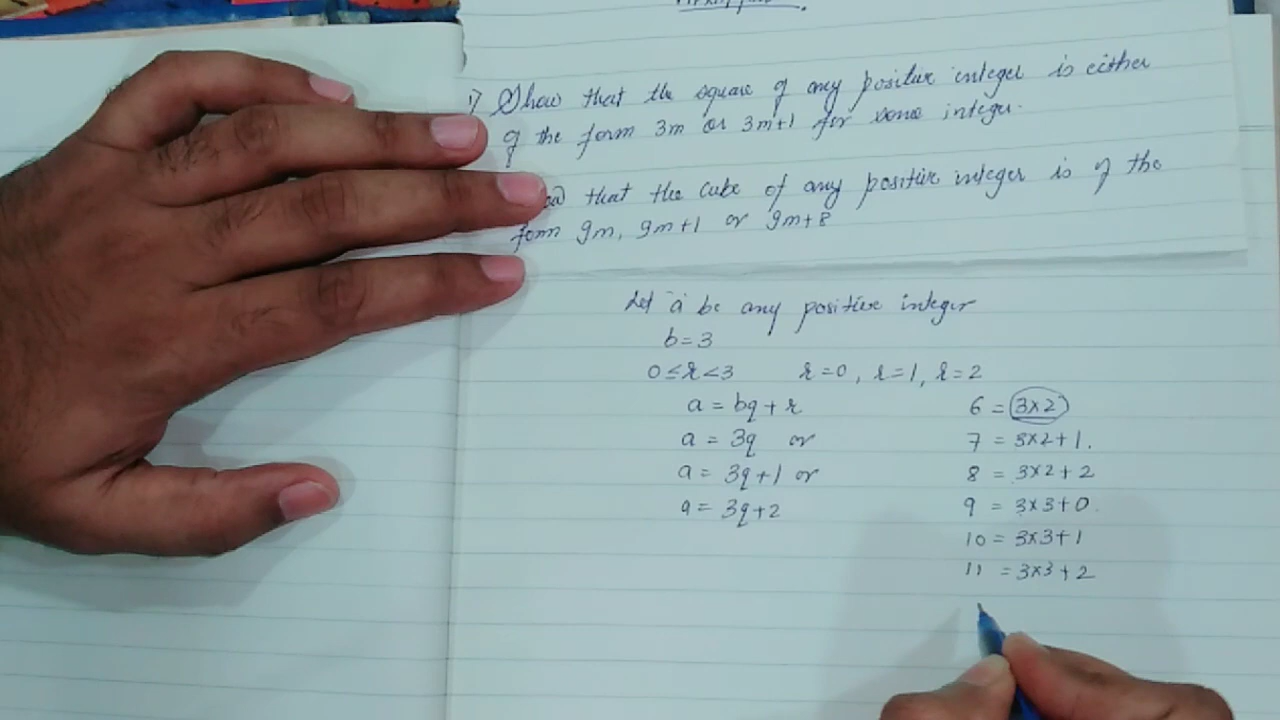 1) Show that the square of any positive integer is either
of the form 3m or 3m+1 for some integer.
that the cube of any positive integer is of the
form 9m, 9m+1 or 9m+8
Let 'a' be any positive integer
b=3
0≤r<3 r=0, r=1, r=2
a = bq + r
a = 3q or
a = 3q+1 or
a = 3q+2
6 = 3×2
7 = 3×2+1.
8 = 3×2+2
9 = 3×3+0.
10 = 3×3+1
11 = 3×3+2